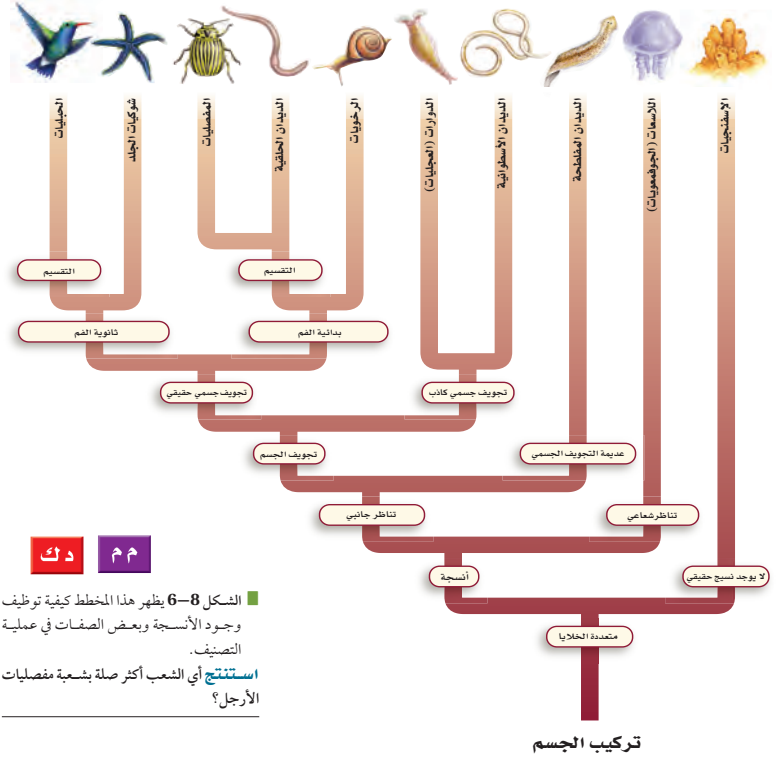 الحبليات
شوكيات الجلد
المفصليات
الديدان الحلقية
الرخويات
الدوارات (العجليات)
الديدان الأسطوانية
الديدان المفلطحة
اللاسعات (الجوفمعويات)
الإسفنجيات
التقسيم
التقسيم
ثانوية الفم
بدائية الفم
تجويف جسمي حقيقي
تجويف جسمي كاذب
تجويف الجسم
عديمة التجويف الجسمي
تناظر جانبي
تناظر شعاعي
أنسجة
لا يوجد نسيج حقيقي
متعددة الخلايا
تركيب الجسم
م م
د ك
الشكل 8–6 يظهر هذا المخطط كيفية توظيف
وجود الأنسجة وبعض الصفات في عملية
التصنيف.
استنتج أي الشعب أكثر صلة بشعبة مفصليات
الأرجل؟